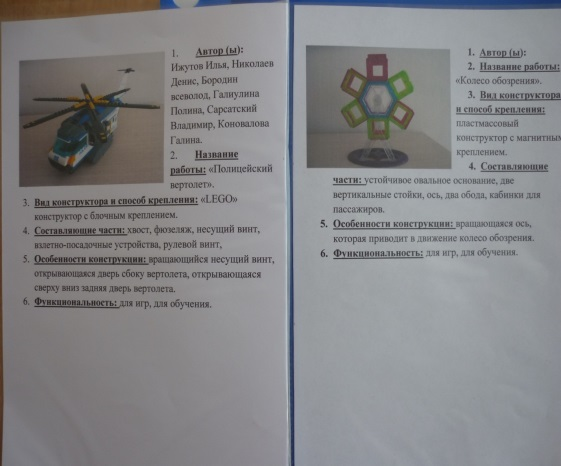 1. Автор (ы):
Ижутов Илья, Николаев
Денис, Бородин
всеволод, Галиулина
Полина, Сарсатский
Владимир, Коновалова
Галина.
2. Название
работы: «Полицейский
вертолет».
3. Вид конструктора и способ крепления: «LEGO»
конструктор с блочным креплением.
4. Составляющие части: хвост, фюзеляж, несущий винт,
взлетно-посадочные устройства, рулевой винт,
5. Особенности конструкции: вращающийся несущий винт,
открывающаяся дверь сбоку вертолета, открывающаяся
сверху вниз задняя дверь вертолета.
6. Функциональность: для игр, для обучения.
1. Автор (ы):
2. Название работы:
«Колесо обозрения».
3. Вид конструктора
и способ крепления:
пластмассовый
конструктор с магнитным
креплением.
4. Составляющие
части: устойчивое овальное основание, две
вертикальные стойки, ось, два обода, кабинки для
пассажиров.
5. Особенности конструкции: вращающаяся ось,
которая приводит в движение колесо обозрения.
6. Функциональность: для игр, для обучения.